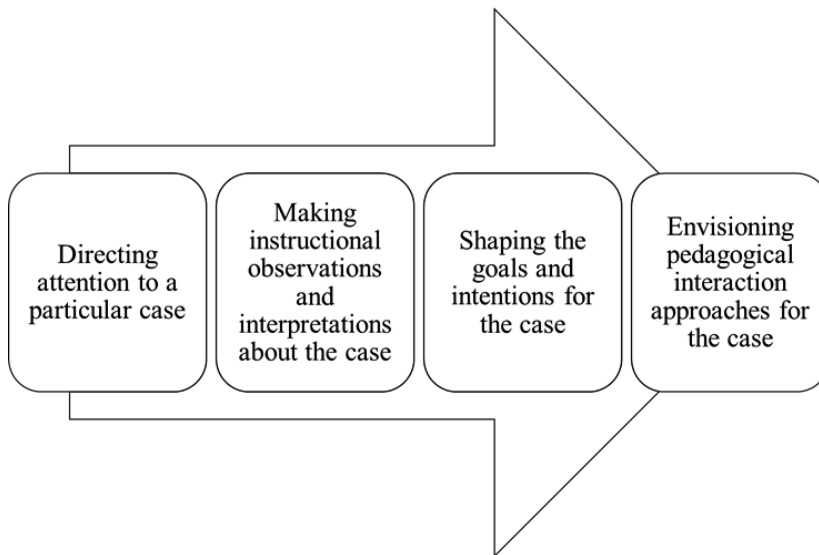 Directing
attention to a
particular case
Making
instructional
observations
and
interpretations
about the case
Shaping the
goals and
intentions for
the case
Envisioning
pedagogical
interaction
approaches for
the case